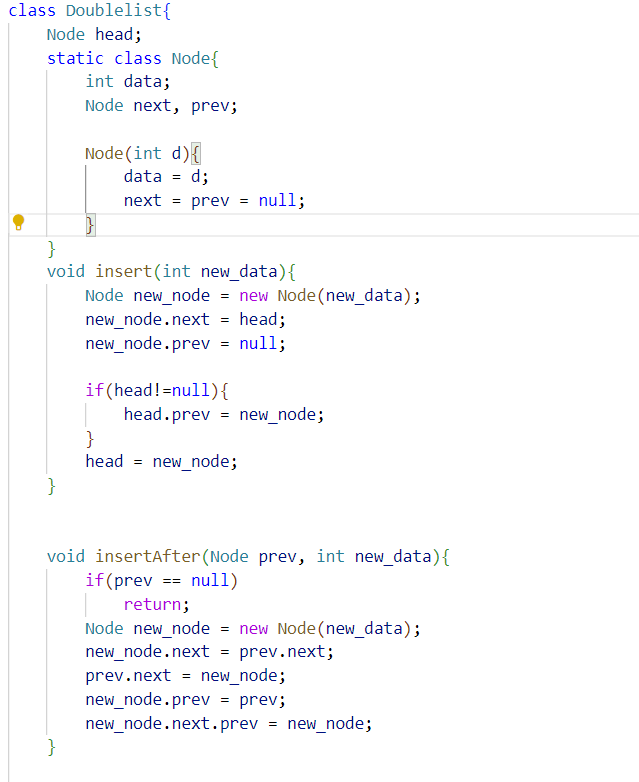 class Doublelist{
    Node head;
    static class Node{
        int data;
        Node next, prev;

        Node(int d){
            data = d;
            next = prev = null;
        }
    }
    void insert(int new_data){
        Node new_node = new Node(new_data);
        new_node.next = head;
        new_node.prev = null;

        if(head!=null){
            head.prev = new_node;
        }
        head = new_node;
    }


    void insertAfter(Node prev, int new_data){
        if(prev == null)
            return;
        Node new_node = new Node(new_data);
        new_node.next = prev.next;
        prev.next = new_node;
        new_node.prev = prev;
        new_node.next.prev = new_node;
    }